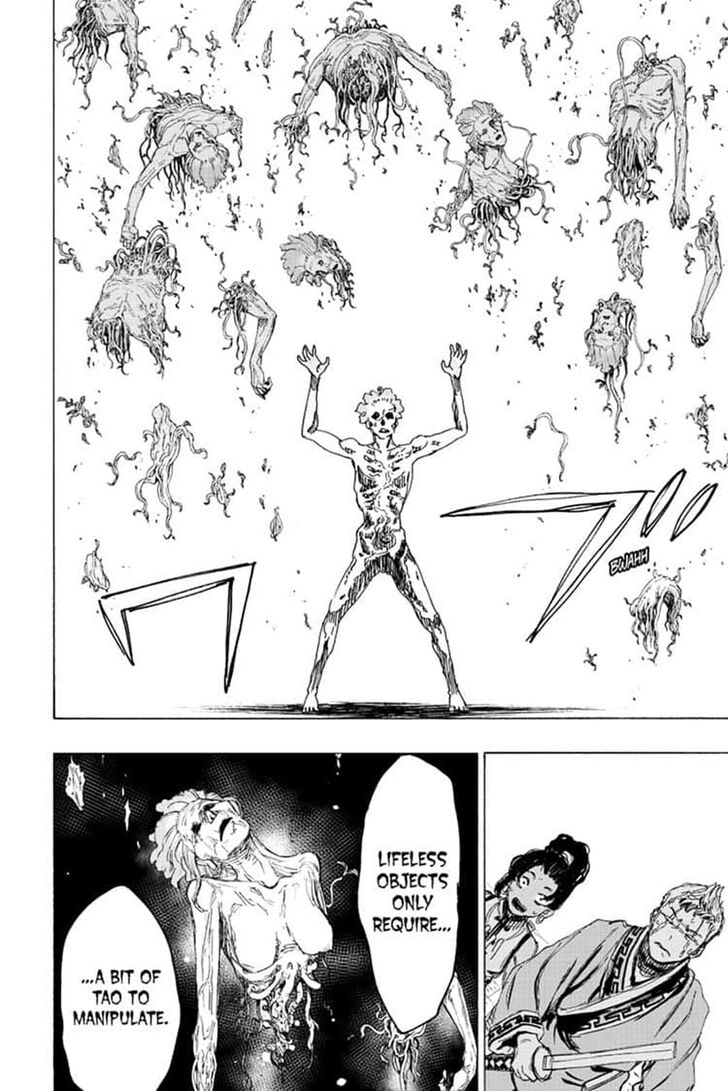 ブワ
BWAHH
LIFELESS
OBJECTS
ONLY
REQUIRE...
...A BIT OF
TAO TO
MANIPULATE.